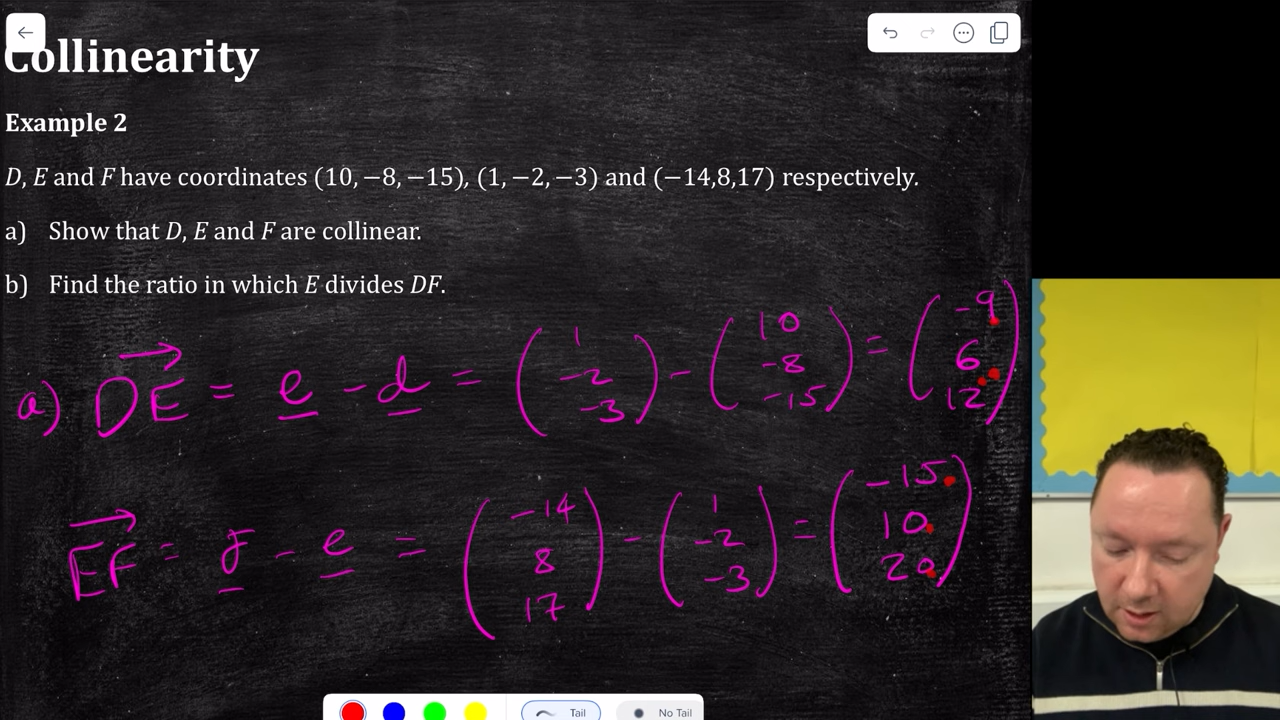 Collinearity
Example 2
D, E and F have coordinates (10, −8, −15), (1, −2, −3) and (−14,8,17) respectively.
a) Show that D, E and F are collinear.
b) Find the ratio in which E divides DF.
a) DE = e - d = (1 -2 -3) - (10 -8 -15) = (-9 6 12)
EF = f - e = (-14 8 17) - (1 -2 -3) = (-15 10 20)
Tail No Tail